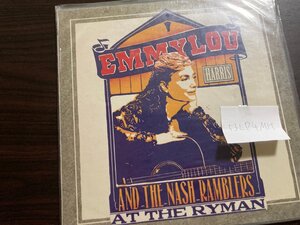 EMMYLOU
HARRIS
AND THE NASH RAMBLERS
AT THE RYMAN